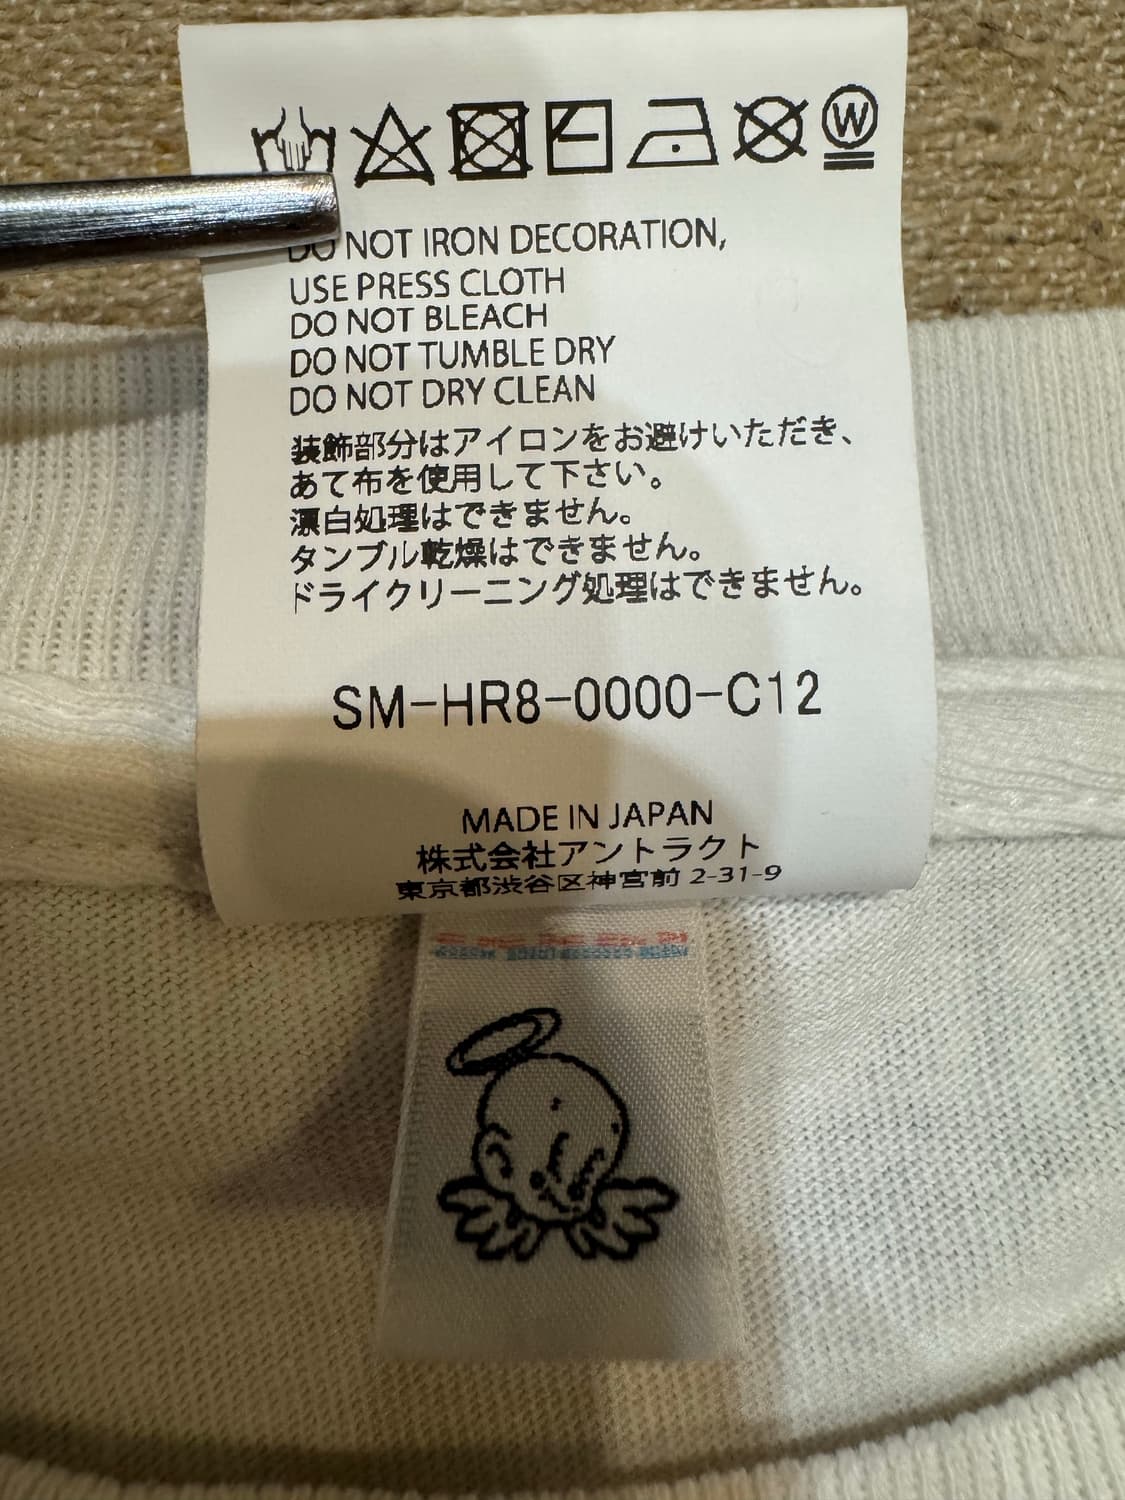 W
DO NOT IRON DECORATION,
USE PRESS CLOTH
DO NOT BLEACH
DO NOT TUMBLE DRY
DO NOT DRY CLEAN
装飾部分はアイロンをお避けいただき、
あて布を使用して下さい。
漂白処理はできません。
タンブル乾燥はできません。
ドライクリーニング処理はできません。
SM-HR8-0000-C12
MADE IN JAPAN
株式会社アントラクト
東京都渋谷区神宮前 2-31-9